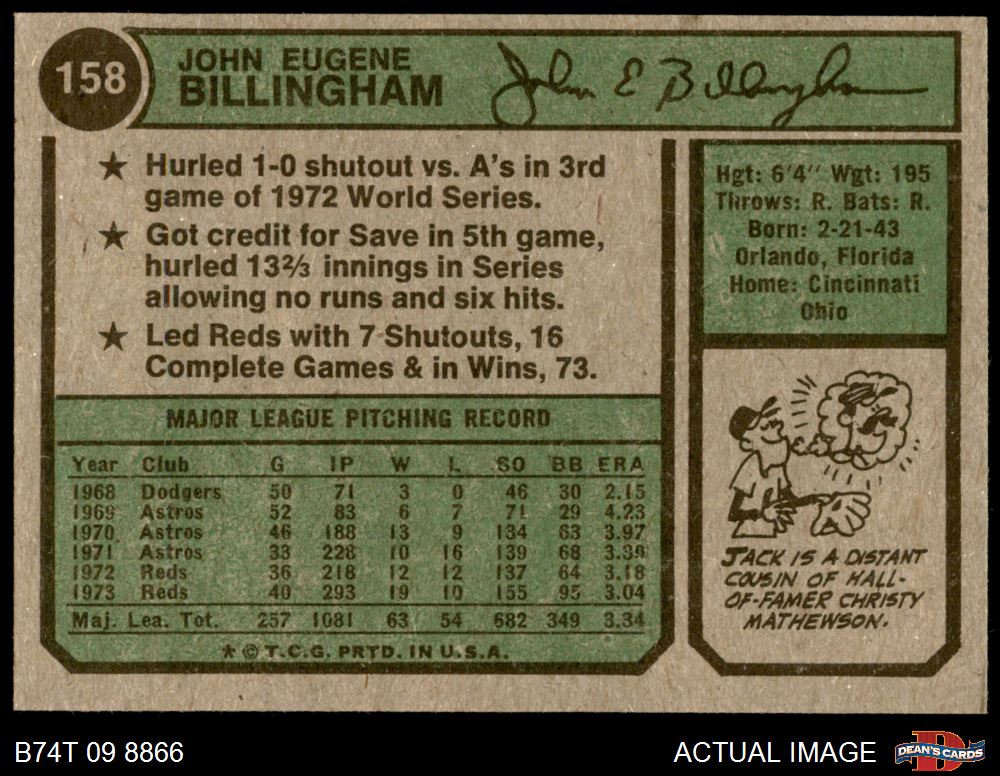 158
JOHN EUGENE
BILLINGHAM
John E Billingham
★ Hurled 1-0 shutout vs. A's in 3rd
game of 1972 World Series.
★ Got credit for Save in 5th game,
hurled 13⅔ innings in Series
allowing no runs and six hits.
★ Led Reds with 7 Shutouts, 16
Complete Games & in Wins, 73.
Hgt: 6'4" Wgt: 195
Throws: R. Bats: R.
Born: 2-21-43
Orlando, Florida
Home: Cincinnati
Ohio
MAJOR LEAGUE PITCHING RECORD
Year Club G IP W L SO BB ERA
1968 Dodgers 50 71 3 0 46 30 2.15
1969 Astros 52 83 6 7 71 29 4.23
1970 Astros 46 188 13 9 134 63 3.97
1971 Astros 33 228 10 16 139 68 3.39
1972 Reds 36 218 12 12 137 64 3.18
1973 Reds 40 293 19 10 155 95 3.04
Maj. Lea. Tot. 257 1081 63 54 682 349 3.34
★ © T.C.G. PRTD. IN U.S.A.
JACK IS A DISTANT
COUSIN OF HALL-
OF-FAMER CHRISTY
MATHEWSON.
B74T 09 8866
ACTUAL IMAGE
DEAN'S CARDS